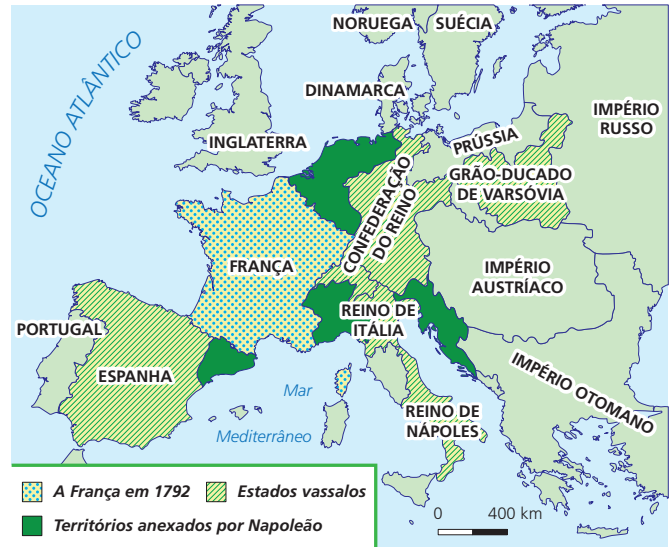 NORUEGA
SUÉCIA
OCEANO ATLÂNTICO
DINAMARCA
IMPÉRIO
RUSSO
INGLATERRA
PRÚSSIA
GRÃO-DUCADO
DE VARSÓVIA
CONFEDERAÇÃO
DO REINO
FRANÇA
IMPÉRIO
AUSTRÍACO
REINO DE
ITÁLIA
PORTUGAL
ESPANHA
IMPÉRIO OTOMANO
Mar
Mediterrâneo
REINO DE
NÁPOLES
A França em 1792
Estados vassalos
Territórios anexados por Napoleão
0 400 km